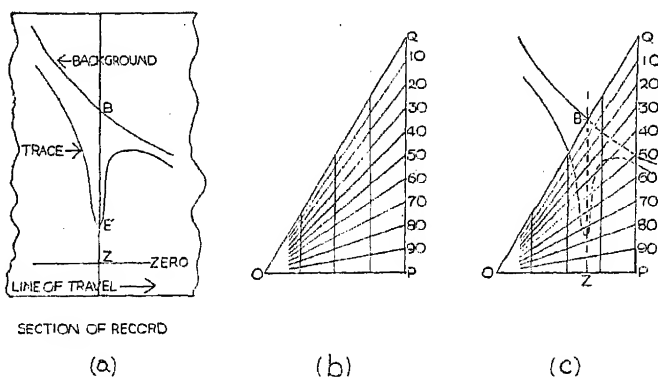 BACKGROUND
B
TRACE
E'
Z
ZERO
LINE OF TRAVEL
SECTION OF RECORD
(a)
Q
10
20
30
40
50
60
70
80
90
P
O
(b)
Q
10
20
30
40
50
60
70
80
90
P
B
O
Z
(c)